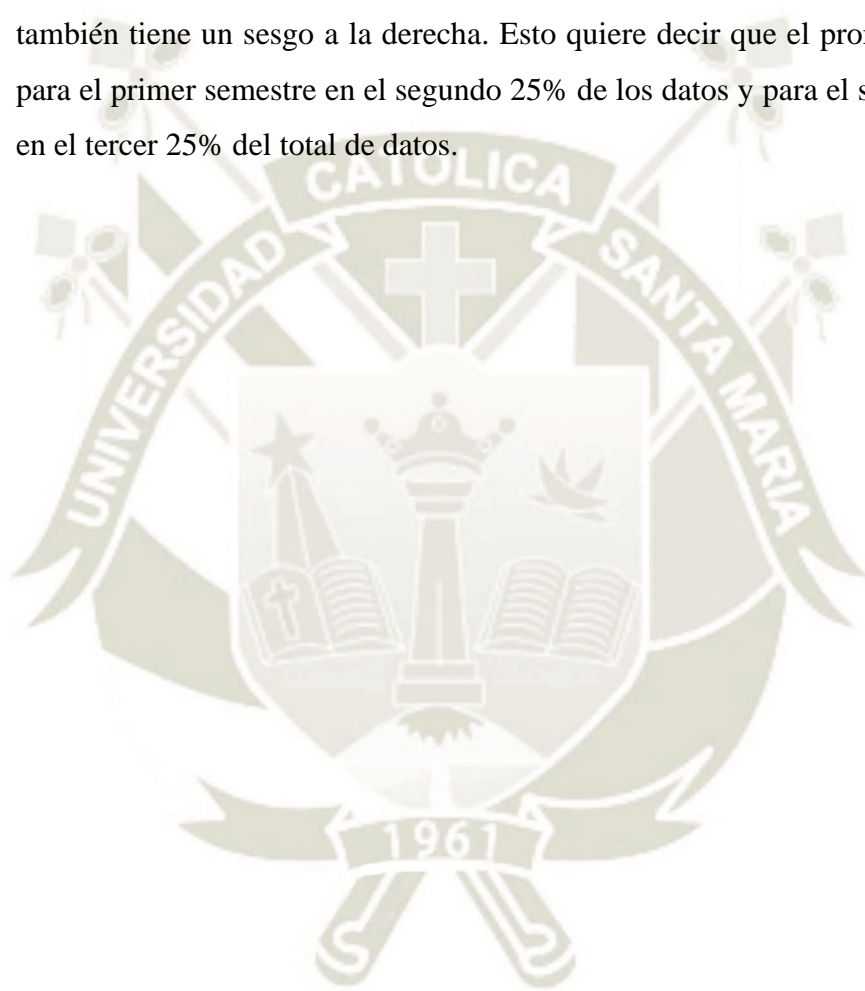 también tiene un sesgo a la derecha. Esto quiere decir que el
para el primer semestre en el segundo 25% de los datos y para el
en el tercer 25% del total de datos.
CATOLICA
UNIVERSIDAD
SANTA MARIA
1961